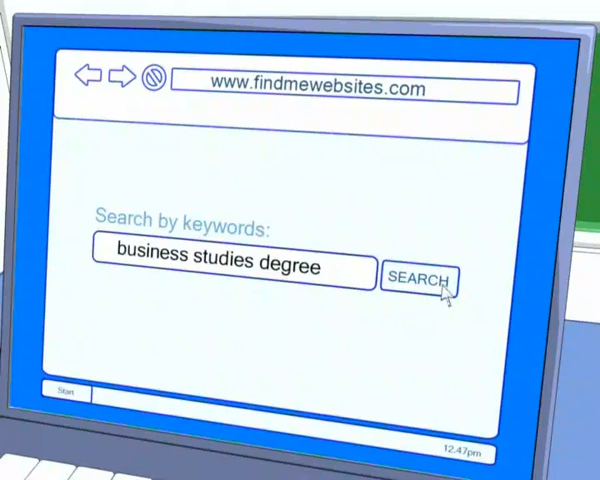 www.findmewebsites.com
Search by keywords:
business studies degree
SEARCH
Start
12.47pm